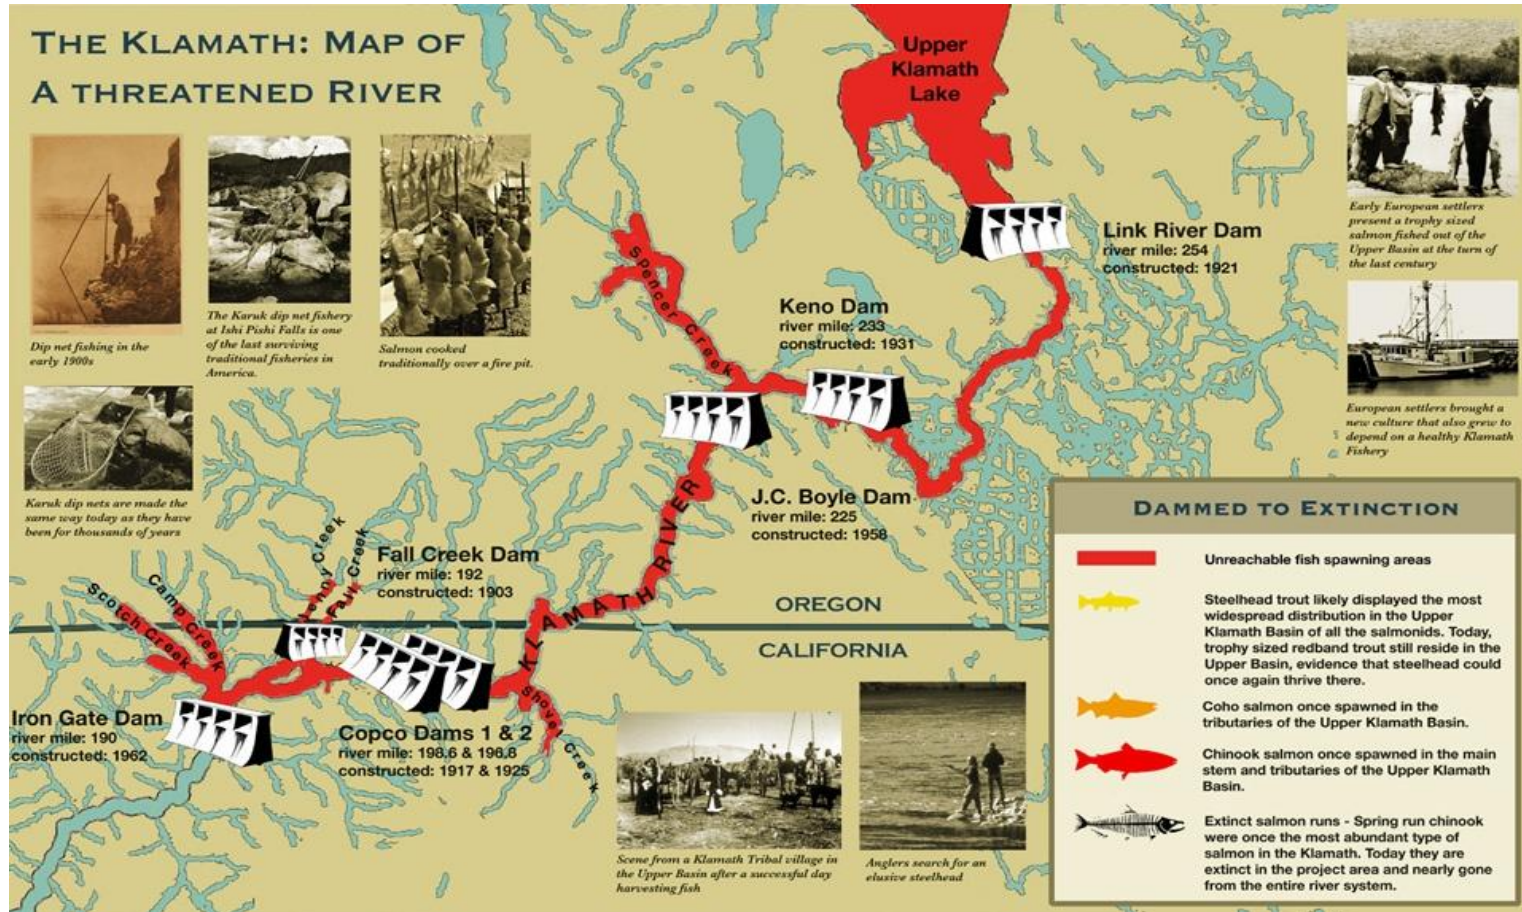 THE KLAMATH: MAP OF
A THREATENED RIVER
Dip net fishing in the
early 1900s
The Karuk dip net fishery
at Ishi Pishi Falls is one
of the last surviving
traditional fisheries in
America.
Salmon cooked
traditionally over a fire pit.
Karuk dip nets are made the
same way today as they have
been for thousands of years
Upper
Klamath
Lake
Link River Dam
river mile: 254
constructed: 1921
Keno Dam
river mile: 233
constructed: 1931
Spencer Creek
J.C. Boyle Dam
river mile: 225
constructed: 1958
KLAMATH RIVER
Fall Creek Dam
river mile: 192
constructed: 1903
Jenny Creek
Fall Creek
Camp Creek
Scotch Creek
OREGON
CALIFORNIA
Shovel Creek
Iron Gate Dam
river mile: 190
constructed: 1962
Copco Dams 1 & 2
river mile: 198.6 & 196.8
constructed: 1917 & 1925
Scene from a Klamath Tribal village in
the Upper Basin after a successful day
harvesting fish
Anglers search for an
elusive steelhead
Early European settlers
present a trophy sized
salmon fished out of the
Upper Basin at the turn of
the last century
European settlers brought a
new culture that also grew to
depend on a healthy Klamath
Fishery
DAMMED TO EXTINCTION
Unreachable fish spawning areas
Steelhead trout likely displayed the most
widespread distribution in the Upper
Klamath Basin of all the salmonids. Today,
trophy sized redband trout still reside in the
Upper Basin, evidence that steelhead could
once again thrive there.
Coho salmon once spawned in the
tributaries of the Upper Klamath Basin.
Chinook salmon once spawned in the main
stem and tributaries of the Upper Klamath
Basin.
Extinct salmon runs - Spring run chinook
were once the most abundant type of
salmon in the Klamath. Today they are
extinct in the project area and nearly gone
from the entire river system.